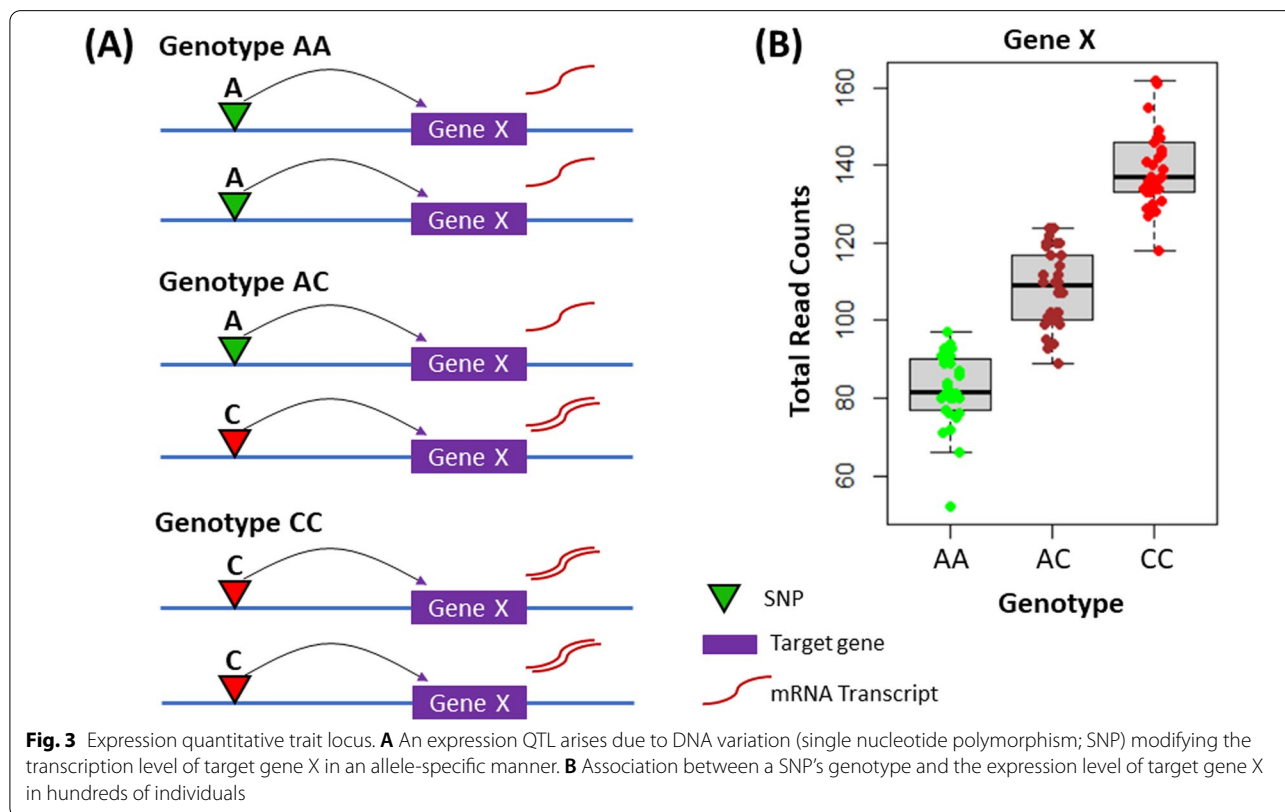 (A)
Genotype AA
A
Gene X
A
Gene X
Genotype AC
A
Gene X
C
Gene X
Genotype CC
C
Gene X
C
Gene X
(B)
Gene X
Total Read Counts
160
140
120
100
80
60
AA AC CC
Genotype
SNP
Target gene
mRNA Transcript
Fig. 3 Expression quantitative trait locus. A An expression QTL arises due to DNA variation (single nucleotide polymorphism; SNP) modifying the
transcription level of target gene X in an allele-specific manner. B Association between a SNP's genotype and the expression level of target gene X
in hundreds of individuals